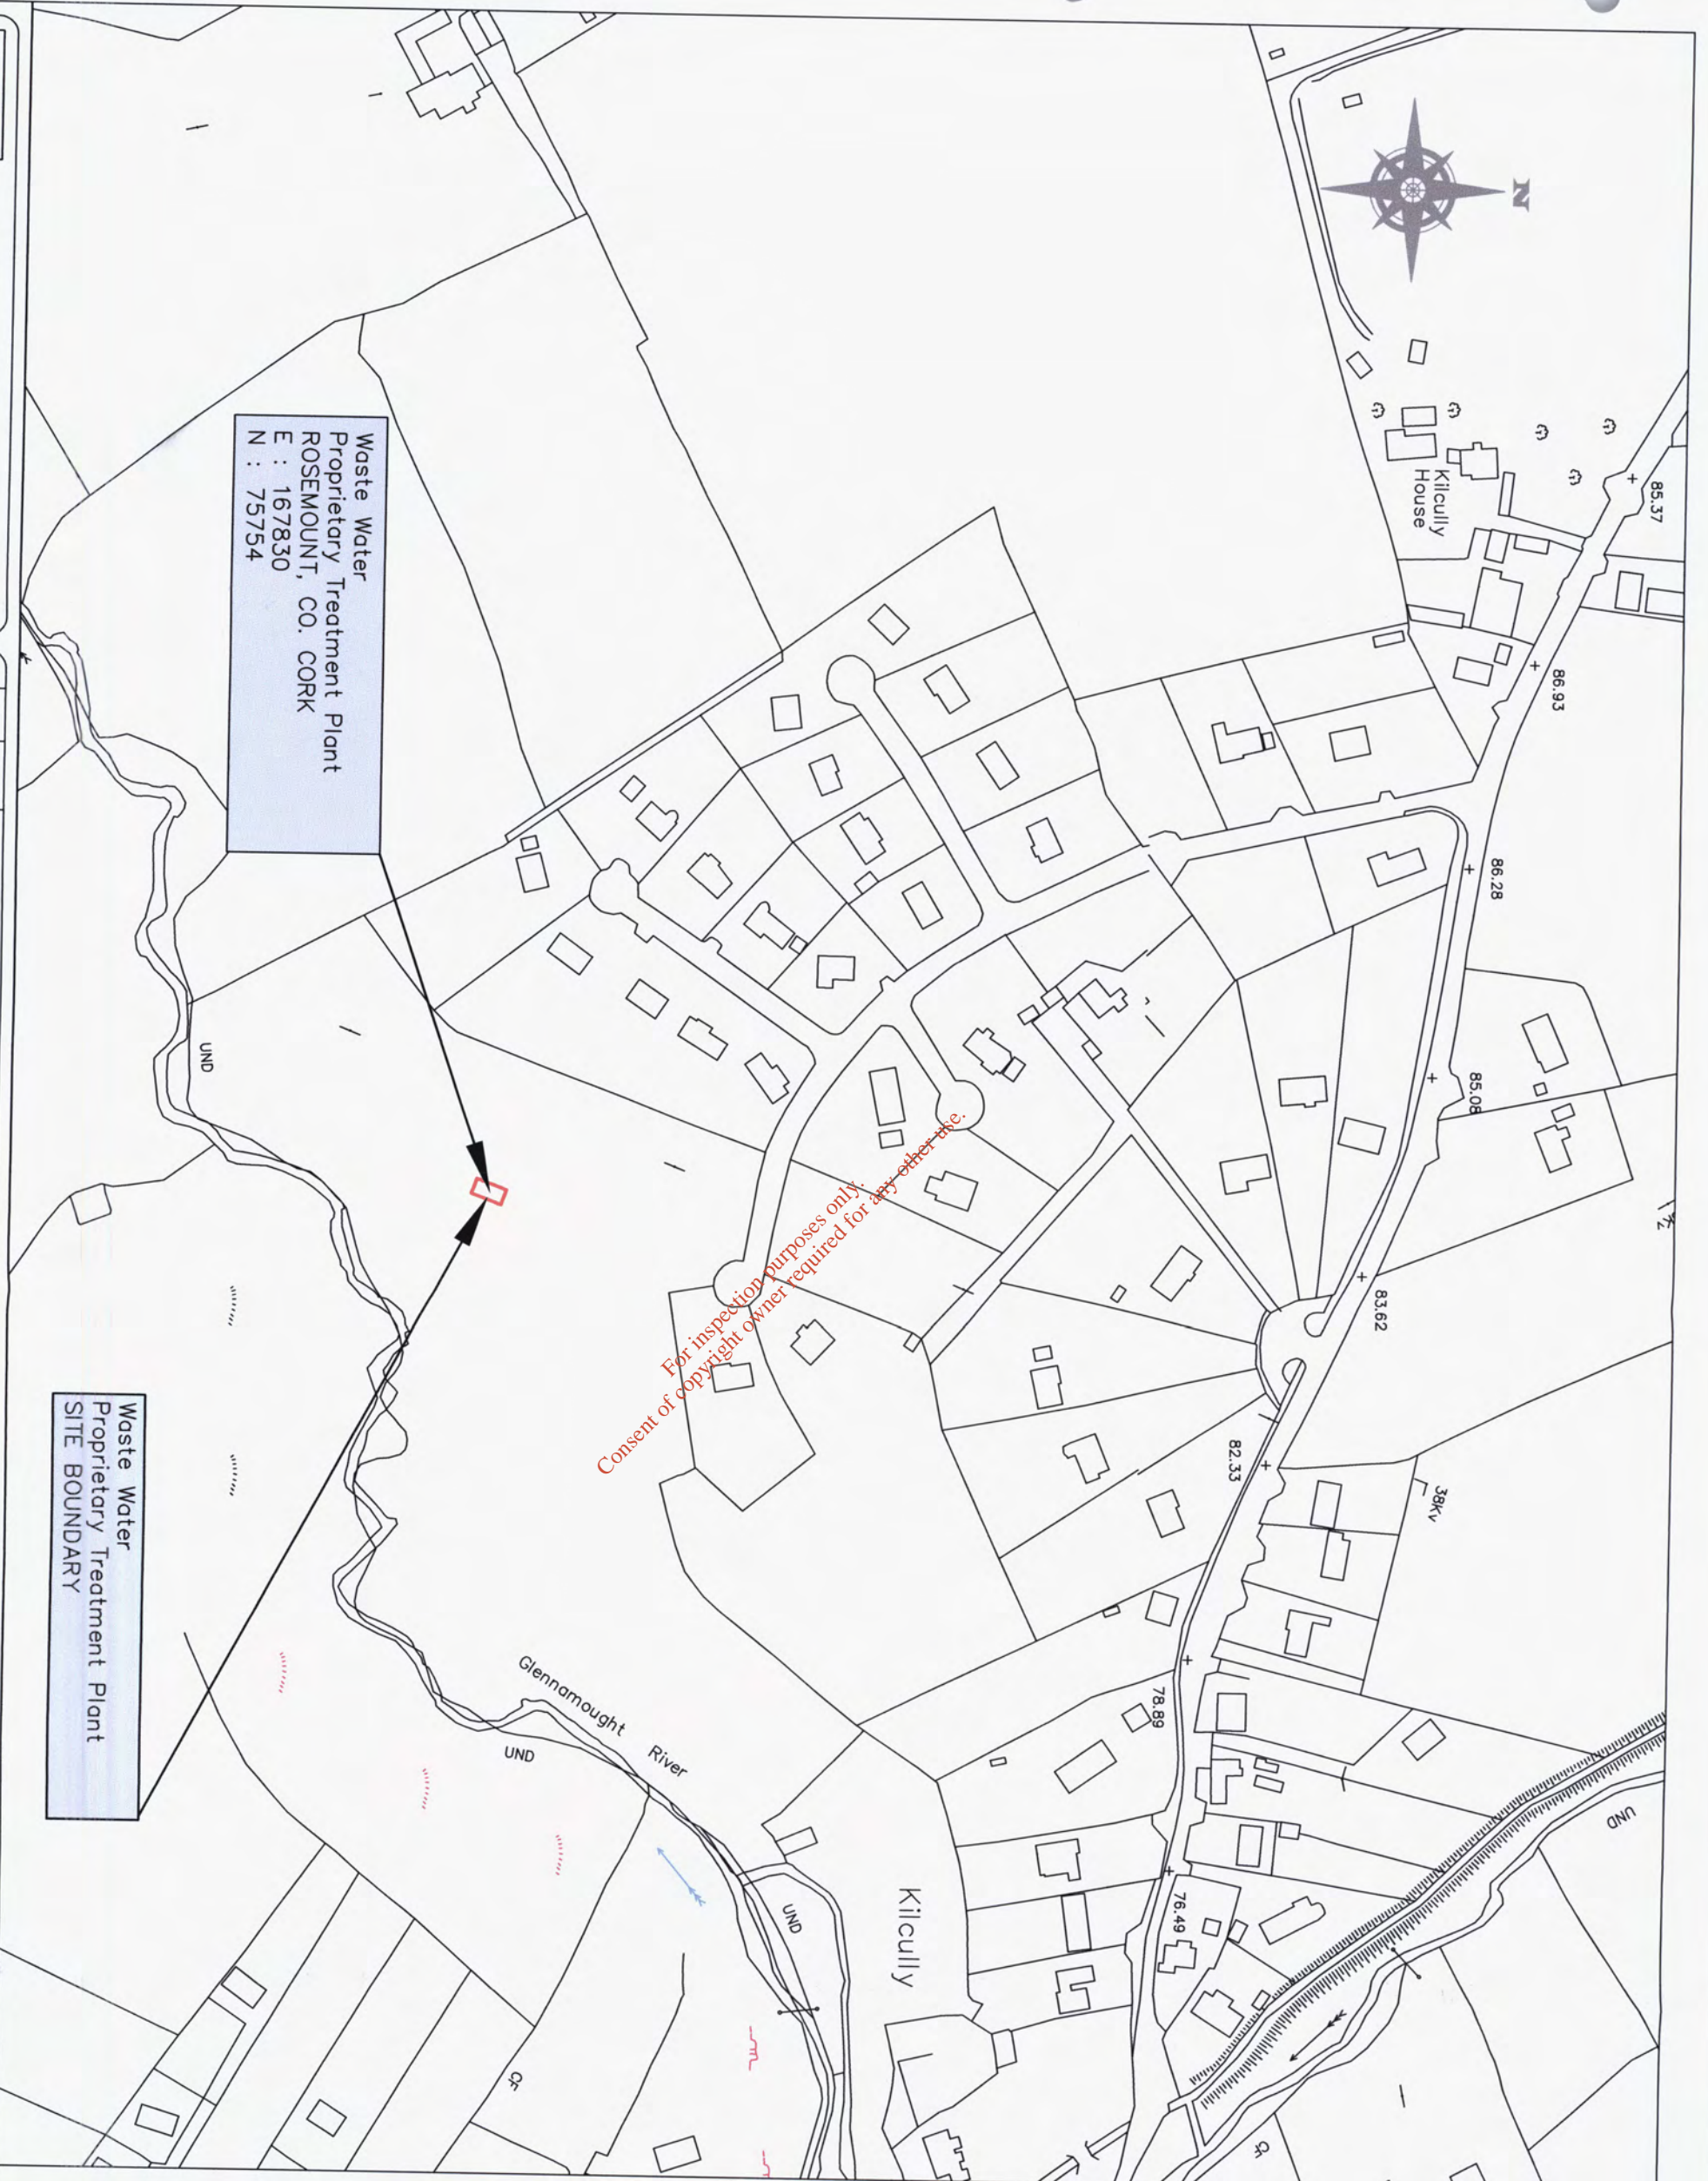 N
85.37
Kilcully
House
86.93
86.28
85.08
83.62
38Kv
82.33
78.89
UND
76.49
Kilcully
Waste Water
Proprietary Treatment Plant
ROSEMOUNT, CO. CORK
E : 167830
N : 75754
UND
For inspection purposes only.
Consent of copyright owner required for any other use.
Glennamought River
UND
UND
Waste Water
Proprietary Treatment Plant
SITE BOUNDARY